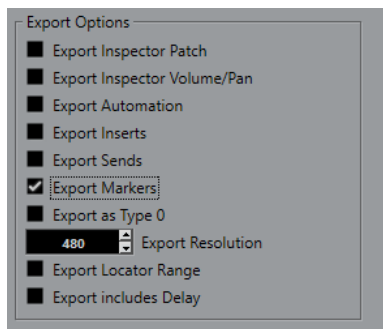 Export Options
Export Inspector Patch
Export Inspector Volume/Pan
Export Automation
Export Inserts
Export Sends
Export Markers
Export as Type 0
480 Export Resolution
Export Locator Range
Export includes Delay